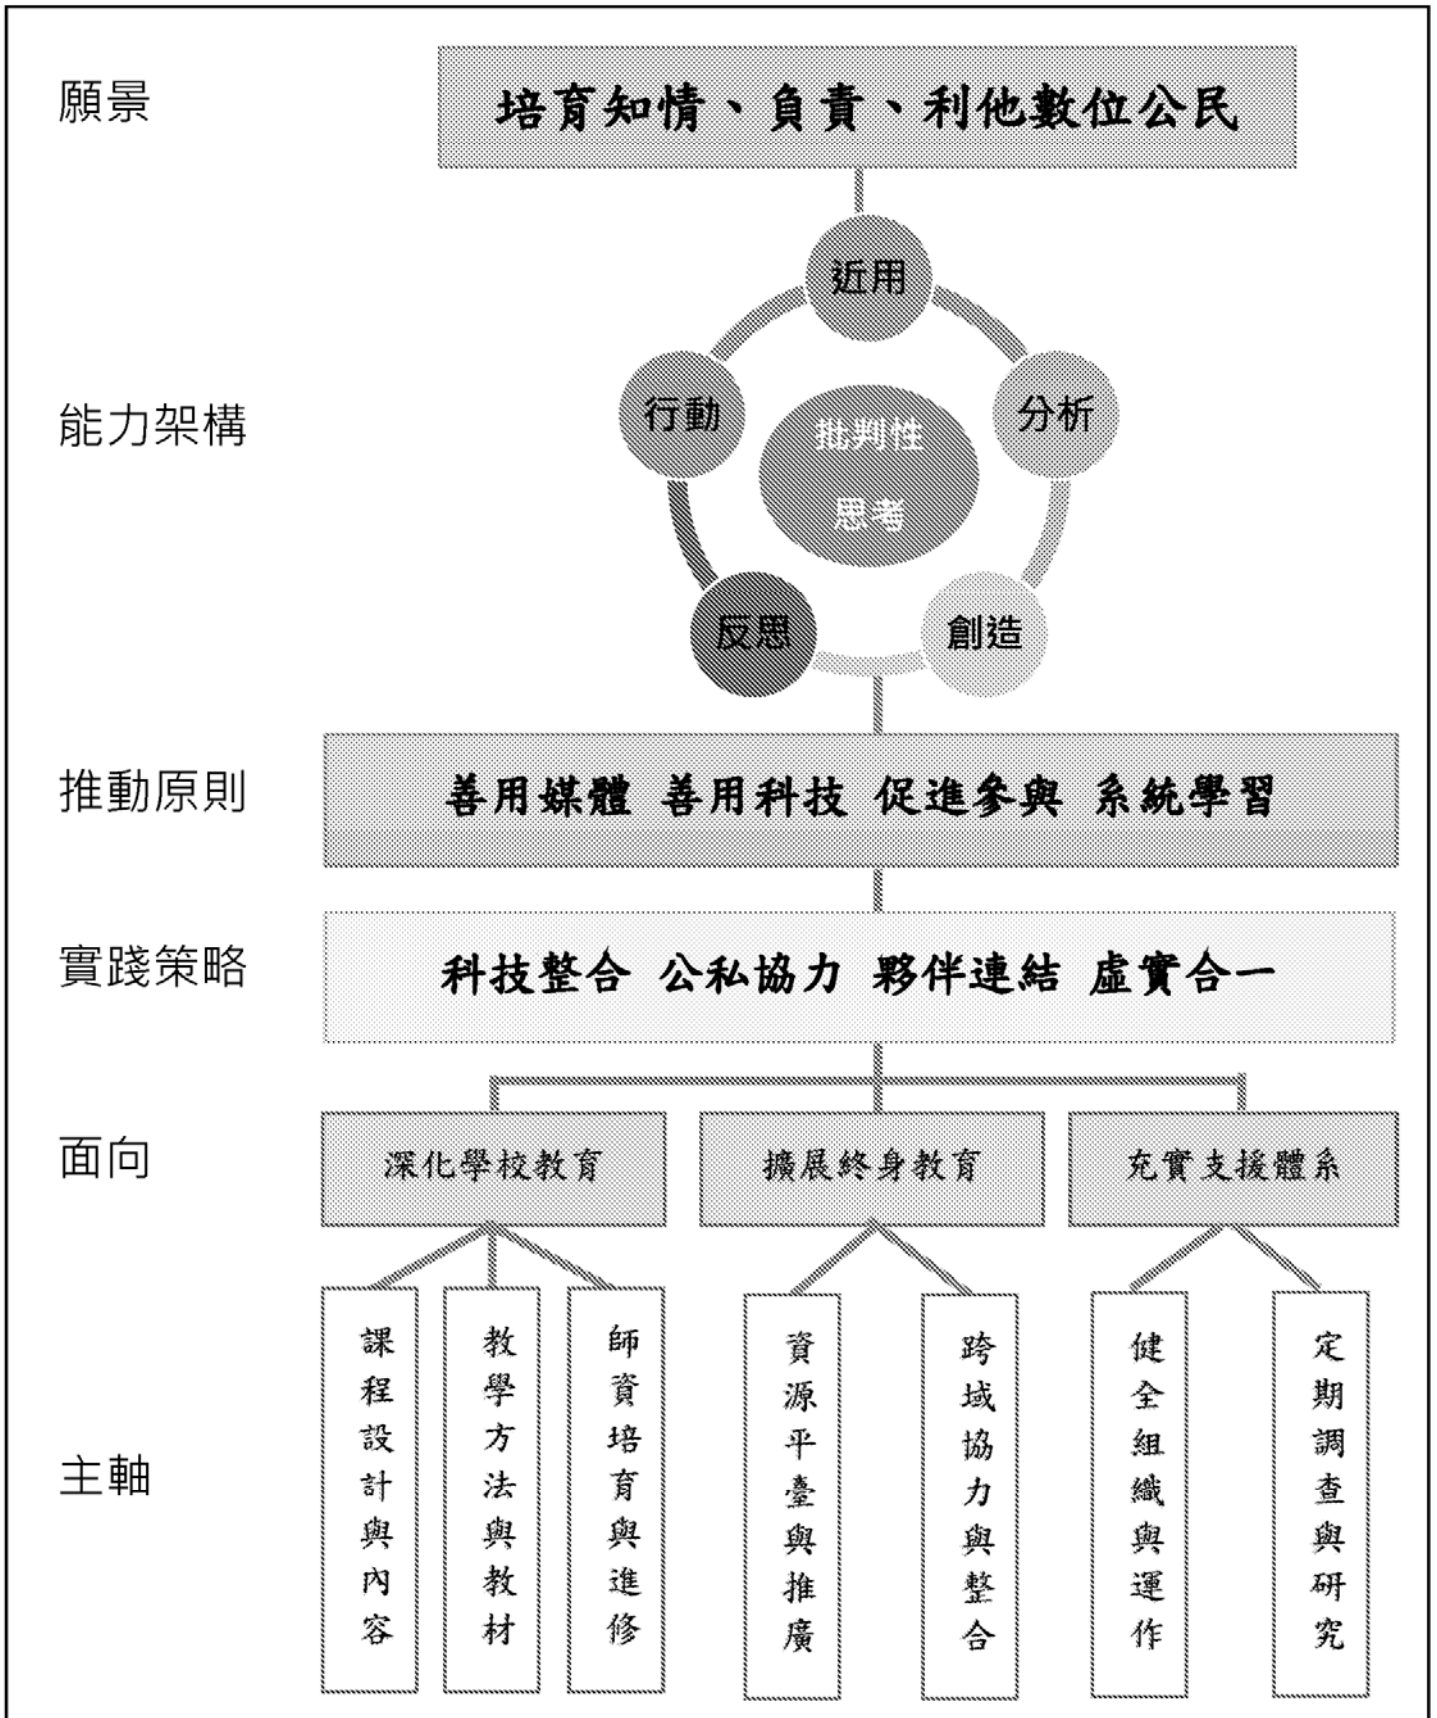 願景
培育知情、負責、利他數位公民
能力架構
近用
行動
分析
批判性
思考
反思
創造
推動原則
善用媒體 善用科技 促進參與 系統學習
實踐策略
科技整合 公私協力 夥伴連結 虛實合一
面向
深化學校教育
擴展終身教育
充實支援體系
主軸
課程設計與內容
教學方法與教材
師資培育與進修
資源平臺與推廣
跨域協力與整合
健全組織與運作
定期調查與研究